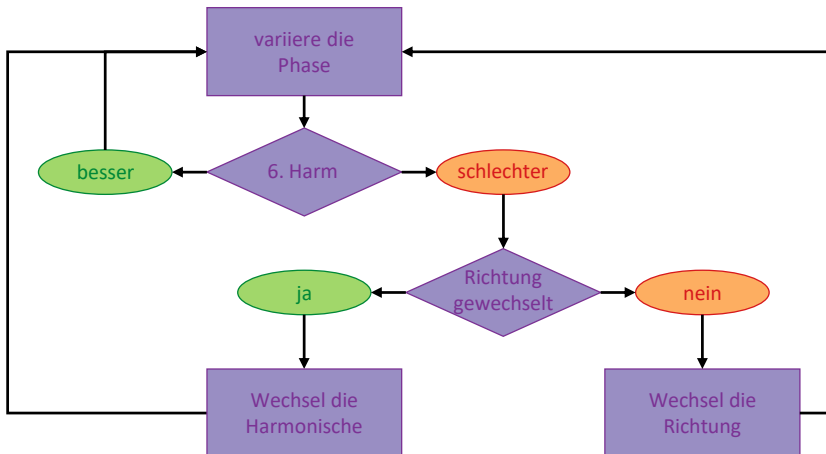 variiere die
Phase
besser
6. Harm
schlechter
ja
Richtung
gewechselt
nein
Wechsel die
Harmonische
Wechsel die
Richtung